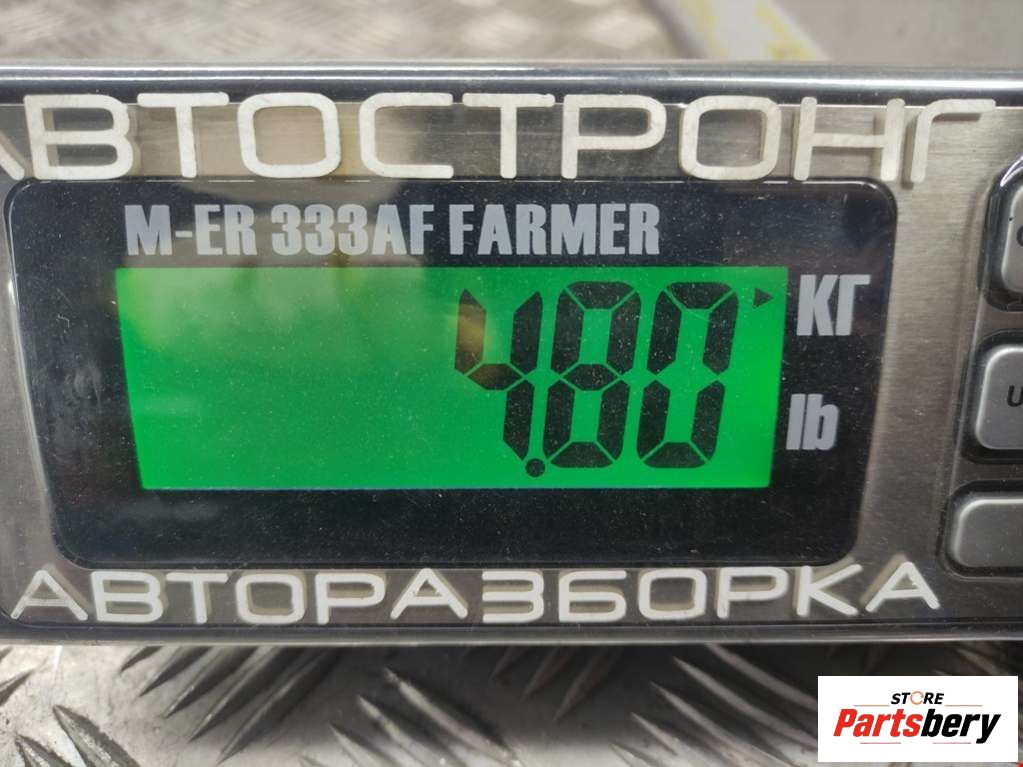 АВТОСТРОНГ
M-ER 333AF FARMER
4.80
КГ
lb
U
АВТОРАЗБОРКА
STORE
Partsbery